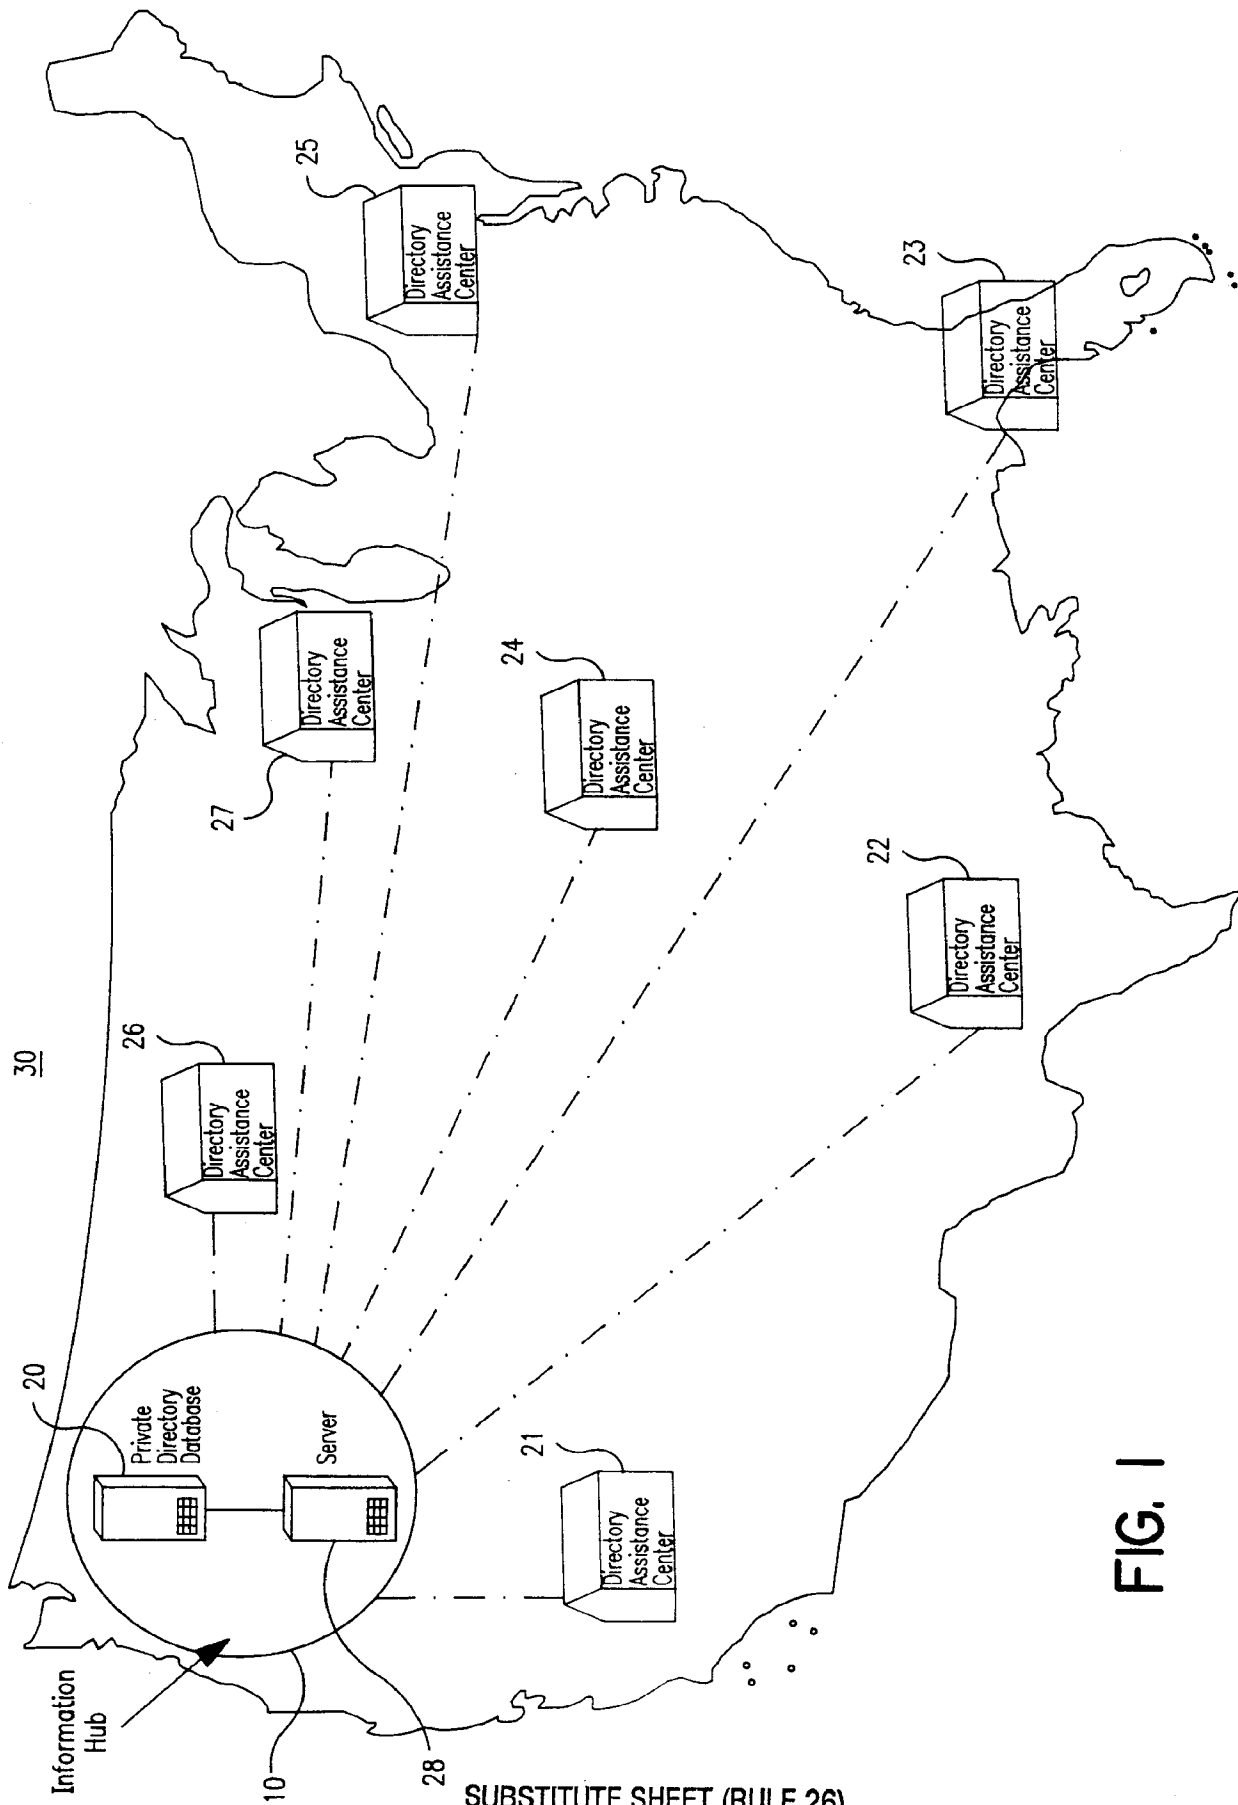 30
Information
Hub
10
28
20
Private
Directory
Database
Server
26
Directory
Assistance
Center
27
Directory
Assistance
Center
25
Directory
Assistance
Center
24
Directory
Assistance
Center
21
Directory
Assistance
Center
22
Directory
Assistance
Center
23
Directory
Assistance
Center
FIG. 1
SUBSTITUTE SHEET (RULE 26)